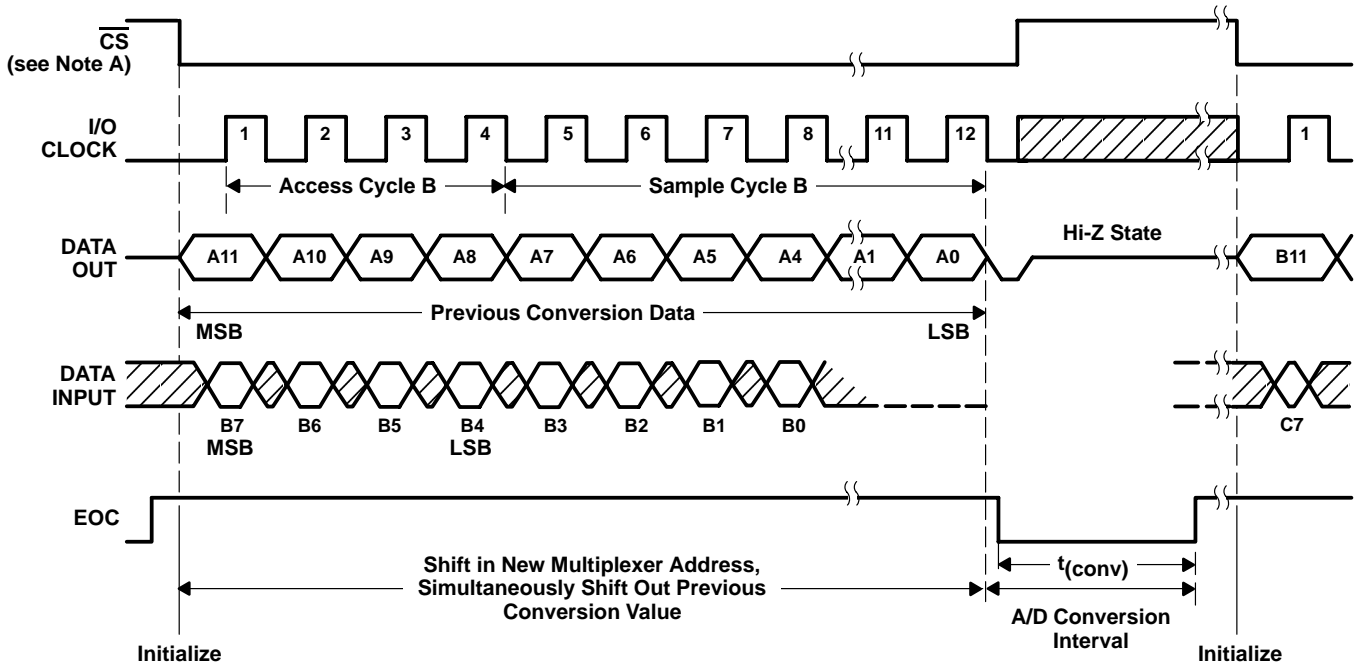 CS
(see Note A)
I/O
CLOCK
1 2 3 4 5 6 7 8 11 12 1
Access Cycle B Sample Cycle B
DATA
OUT
A11 A10 A9 A8 A7 A6 A5 A4 A1 A0 Hi-Z State B11
Previous Conversion Data
MSB LSB
DATA
INPUT
B7 B6 B5 B4 B3 B2 B1 B0 C7
MSB LSB
EOC
Shift in New Multiplexer Address,
Simultaneously Shift Out Previous
Conversion Value
t(conv)
A/D Conversion
Interval
Initialize Initialize